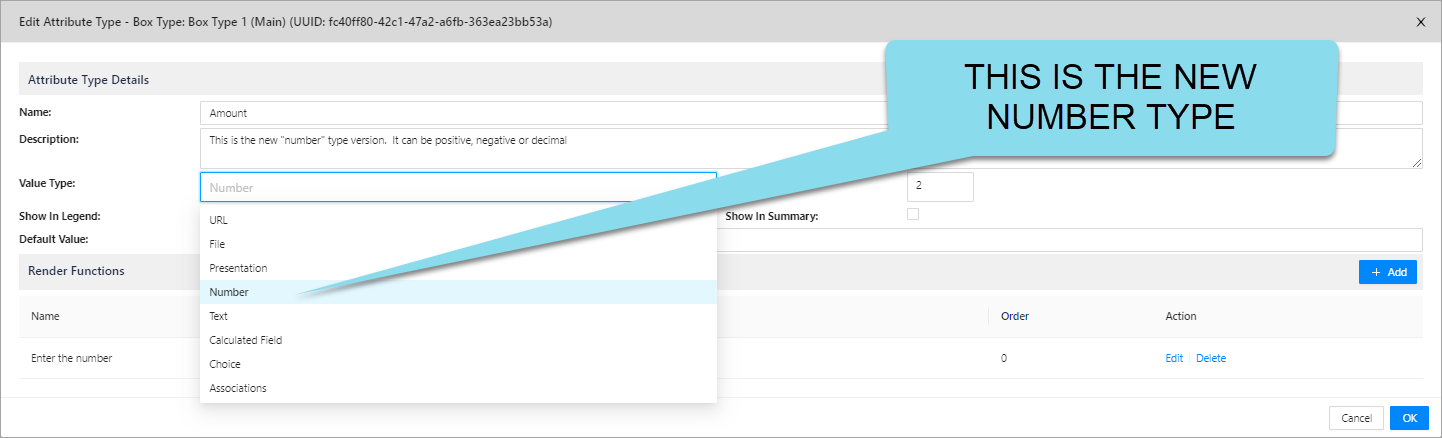 Edit Attribute Type - Box Type: Box Type 1 (Main) (UUID: fc40ff80-42c1-47a2-a6fb-363ea23bb53a)
Attribute Type Details
THIS IS THE NEW
NUMBER TYPE
Name:
Amount
Description:
This is the new "number" type version. It can be positive, negative or decimal
Value Type:
Number
2
URL
Show In Legend:
Show In Summary:
File
Default Value:
Presentation
Render Functions
+ Add
Number
Name
Text
Order
Action
Calculated Field
Enter the number
Choice
0
Edit
Delete
Associations
Cancel
OK